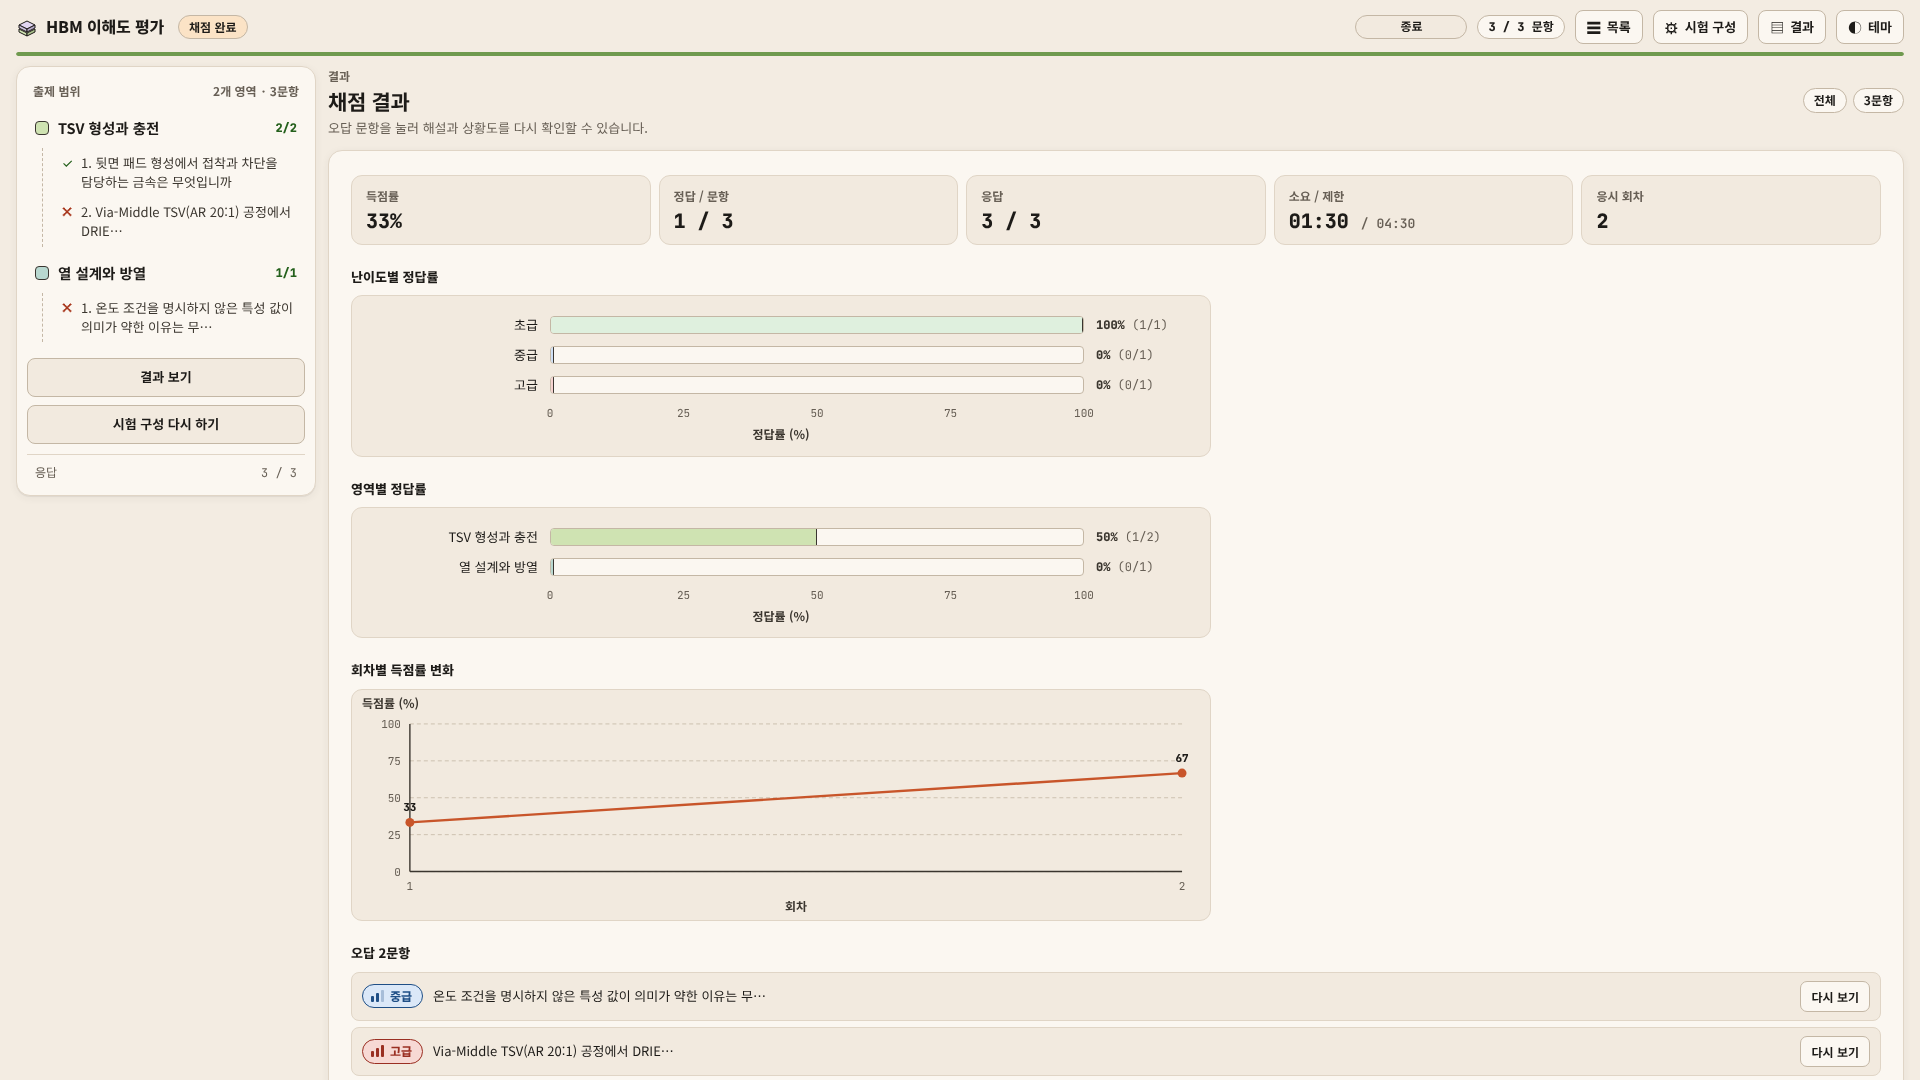 HBM 이해도 평가
채점 완료
종료
3 / 3 문항
목록
시험 구성
결과
테마
출제 범위
2개 영역 · 3문항
TSV 형성과 충전
2/2
1. 뒷면 패드 형성에서 접착과 차단을
담당하는 금속은 무엇입니까
2. Via-Middle TSV(AR 20:1) 공정에서
DRIE…
열 설계와 방열
1/1
1. 온도 조건을 명시하지 않은 특성 값이
의미가 약한 이유는 무…
결과 보기
시험 구성 다시 하기
응답
3 / 3
결과
채점 결과
오답 문항을 눌러 해설과 상황도를 다시 확인할 수 있습니다.
전체
3문항
득점률
33%
정답 / 문항
1 / 3
응답
3 / 3
소요 / 제한
01:30 / 04:30
응시 회차
2
난이도별 정답률
초급
100% (1/1)
중급
0% (0/1)
고급
0% (0/1)
0 25 50 75 100
정답률 (%)
영역별 정답률
TSV 형성과 충전
50% (1/2)
열 설계와 방열
0% (0/1)
0 25 50 75 100
정답률 (%)
회차별 득점률 변화
득점률 (%)
100
75
67
50
33
25
0
1 2
회차
오답 2문항
중급
온도 조건을 명시하지 않은 특성 값이 의미가 약한 이유는 무…
다시 보기
고급
Via-Middle TSV(AR 20:1) 공정에서 DRIE…
다시 보기